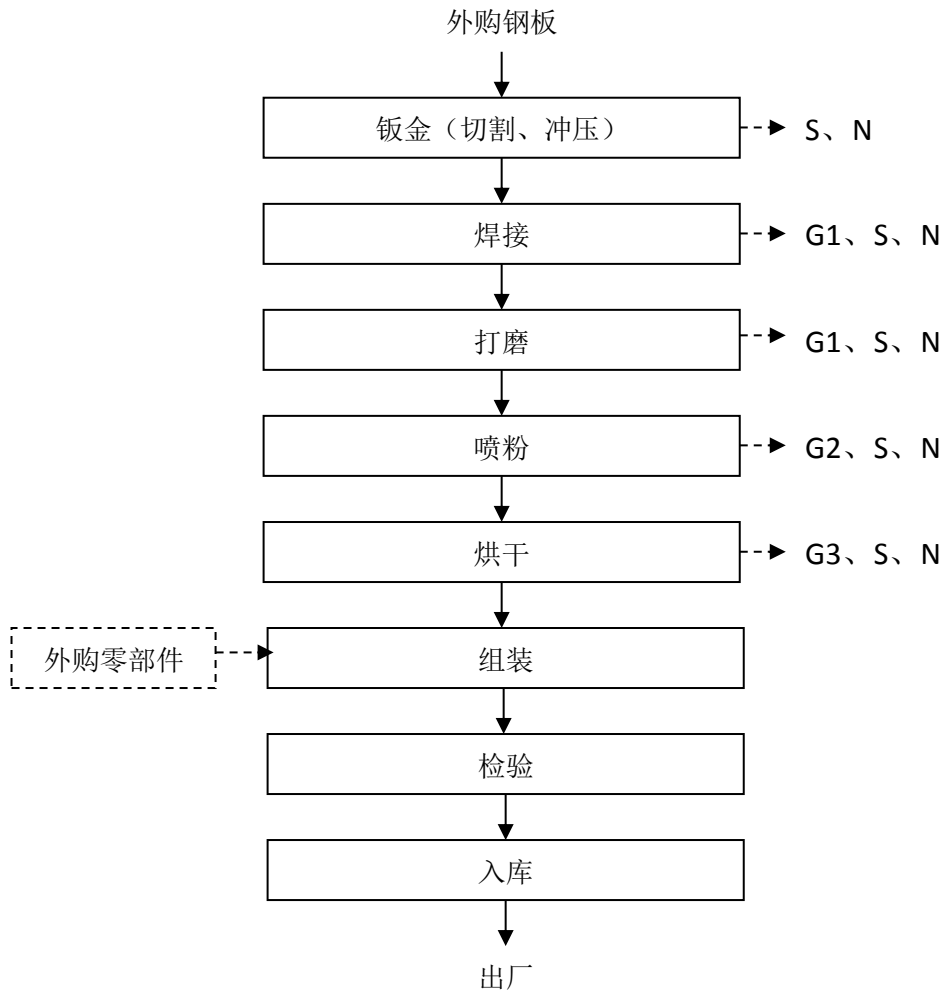 外购钢板
钣金（切割、冲压）
S、N
焊接
G1、S、N
打磨
G1、S、N
喷粉
G2、S、N
烘干
G3、S、N
外购零部件
组装
检验
入库
出厂